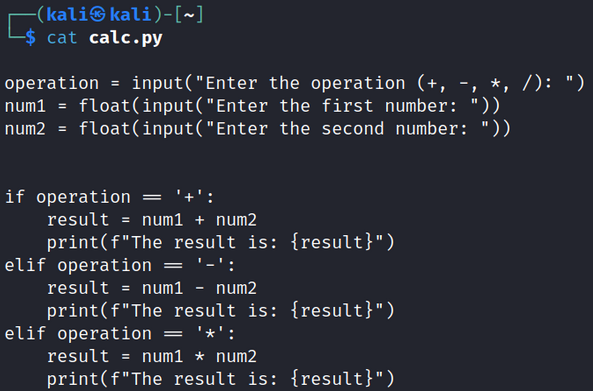 ┌──(kali㉿kali)-[~]
└─$ cat calc.py
operation = input("Enter the operation (+, -, *, /): ")
num1 = float(input("Enter the first number: "))
num2 = float(input("Enter the second number: "))
if operation == '+':
    result = num1 + num2
    print(f"The result is: {result}")
elif operation == '-':
    result = num1 - num2
    print(f"The result is: {result}")
elif operation == '*':
    result = num1 * num2
    print(f"The result is: {result}")